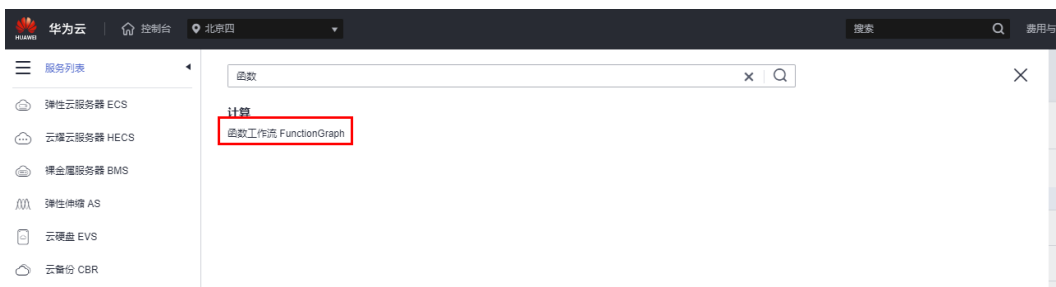 HUAWEI 华为云 控制台 北京四 搜索 费用与
服务列表
函数
弹性云服务器 ECS
计算
云耀云服务器 HECS
函数工作流 FunctionGraph
裸金属服务器 BMS
弹性伸缩 AS
云硬盘 EVS
云备份 CBR